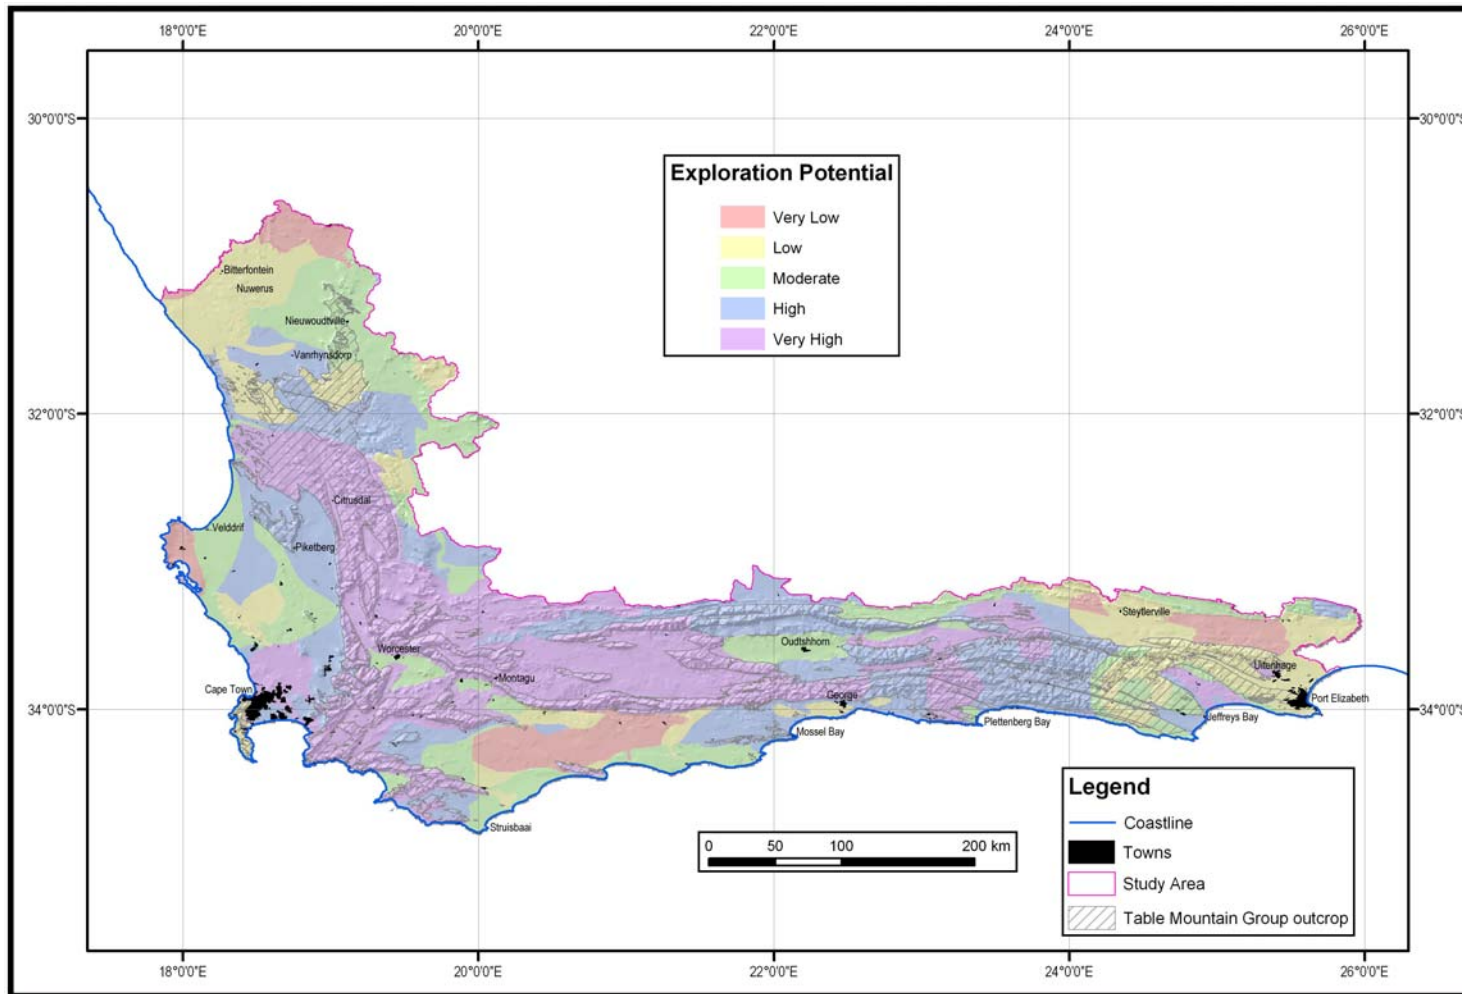 18°0'0"E 20°0'0"E 22°0'0"E 24°0'0"E 26°0'0"E
30°0'0"S 30°0'0"S
Exploration Potential
Very Low
Low
Moderate
High
Very High
Bitterfontein
Nuwerus
Nieuwoudtville
Vanrhynsdorp
32°0'0"S 32°0'0"S
Citrusdal
Velddrif
Piketberg
Steytlerville
Oudtshhorn
Worcester
Uitenhage
Montagu
Cape Town
George
Port Elizabeth
34°0'0"S 34°0'0"S
Jeffreys Bay
Plettenberg Bay
Mossel Bay
Struisbaai
0 50 100 200 km
Legend
Coastline
Towns
Study Area
Table Mountain Group outcrop
18°0'0"E 20°0'0"E 22°0'0"E 24°0'0"E 26°0'0"E